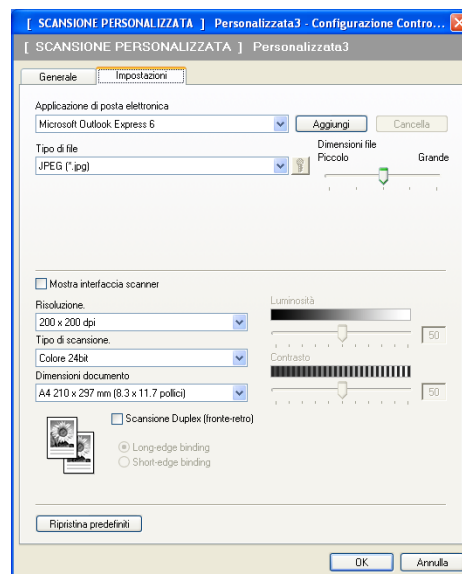 [ SCANSIONE PERSONALIZZATA ] Personalizzata3 - Configurazione Contro...
[ SCANSIONE PERSONALIZZATA ] Personalizzata3
Generale Impostazioni
Applicazione di posta elettronica
Microsoft Outlook Express 6 Aggiungi Cancella
Tipo di file Dimensioni file
JPEG (*.jpg) Piccolo Grande
Mostra interfaccia scanner
Risoluzione. Luminosità
200 x 200 dpi 50
Tipo di scansione.
Colore 24bit Contrasto
Dimensioni documento
A4 210 x 297 mm (8.3 x 11.7 pollici) 50
Scansione Duplex (fronte-retro)
Long-edge binding
Short-edge binding
Ripristina predefiniti
OK Annulla